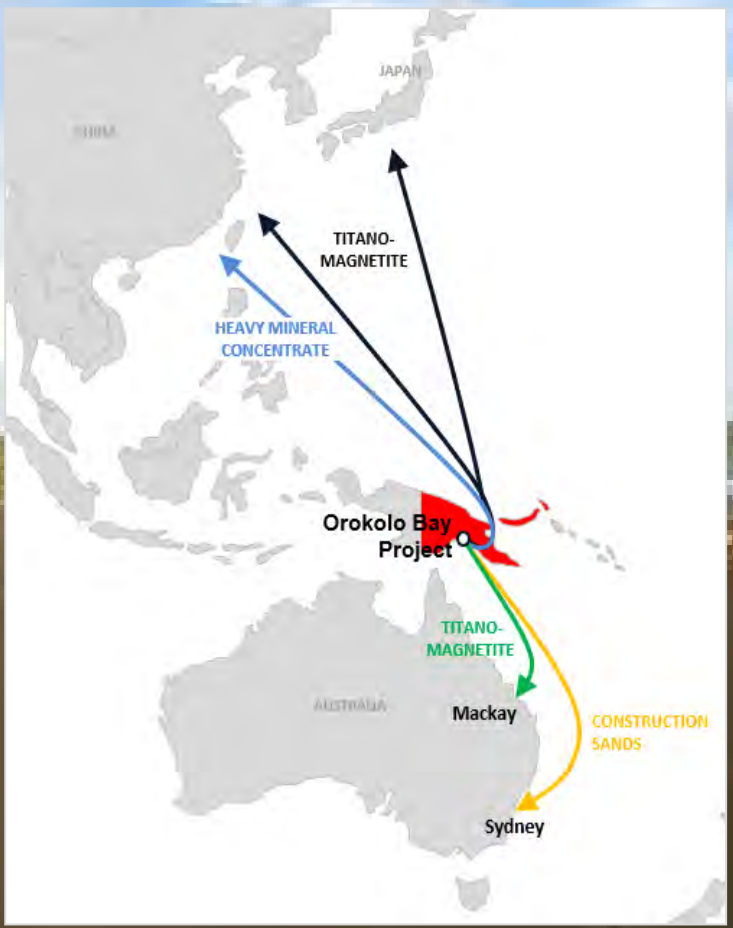 JAPAN
CHINA
TITANO-
MAGNETITE
HEAVY MINERAL
CONCENTRATE
Orokolo Bay
Project
TITANO-
MAGNETITE
AUSTRALIA
Mackay
CONSTRUCTION
SANDS
Sydney